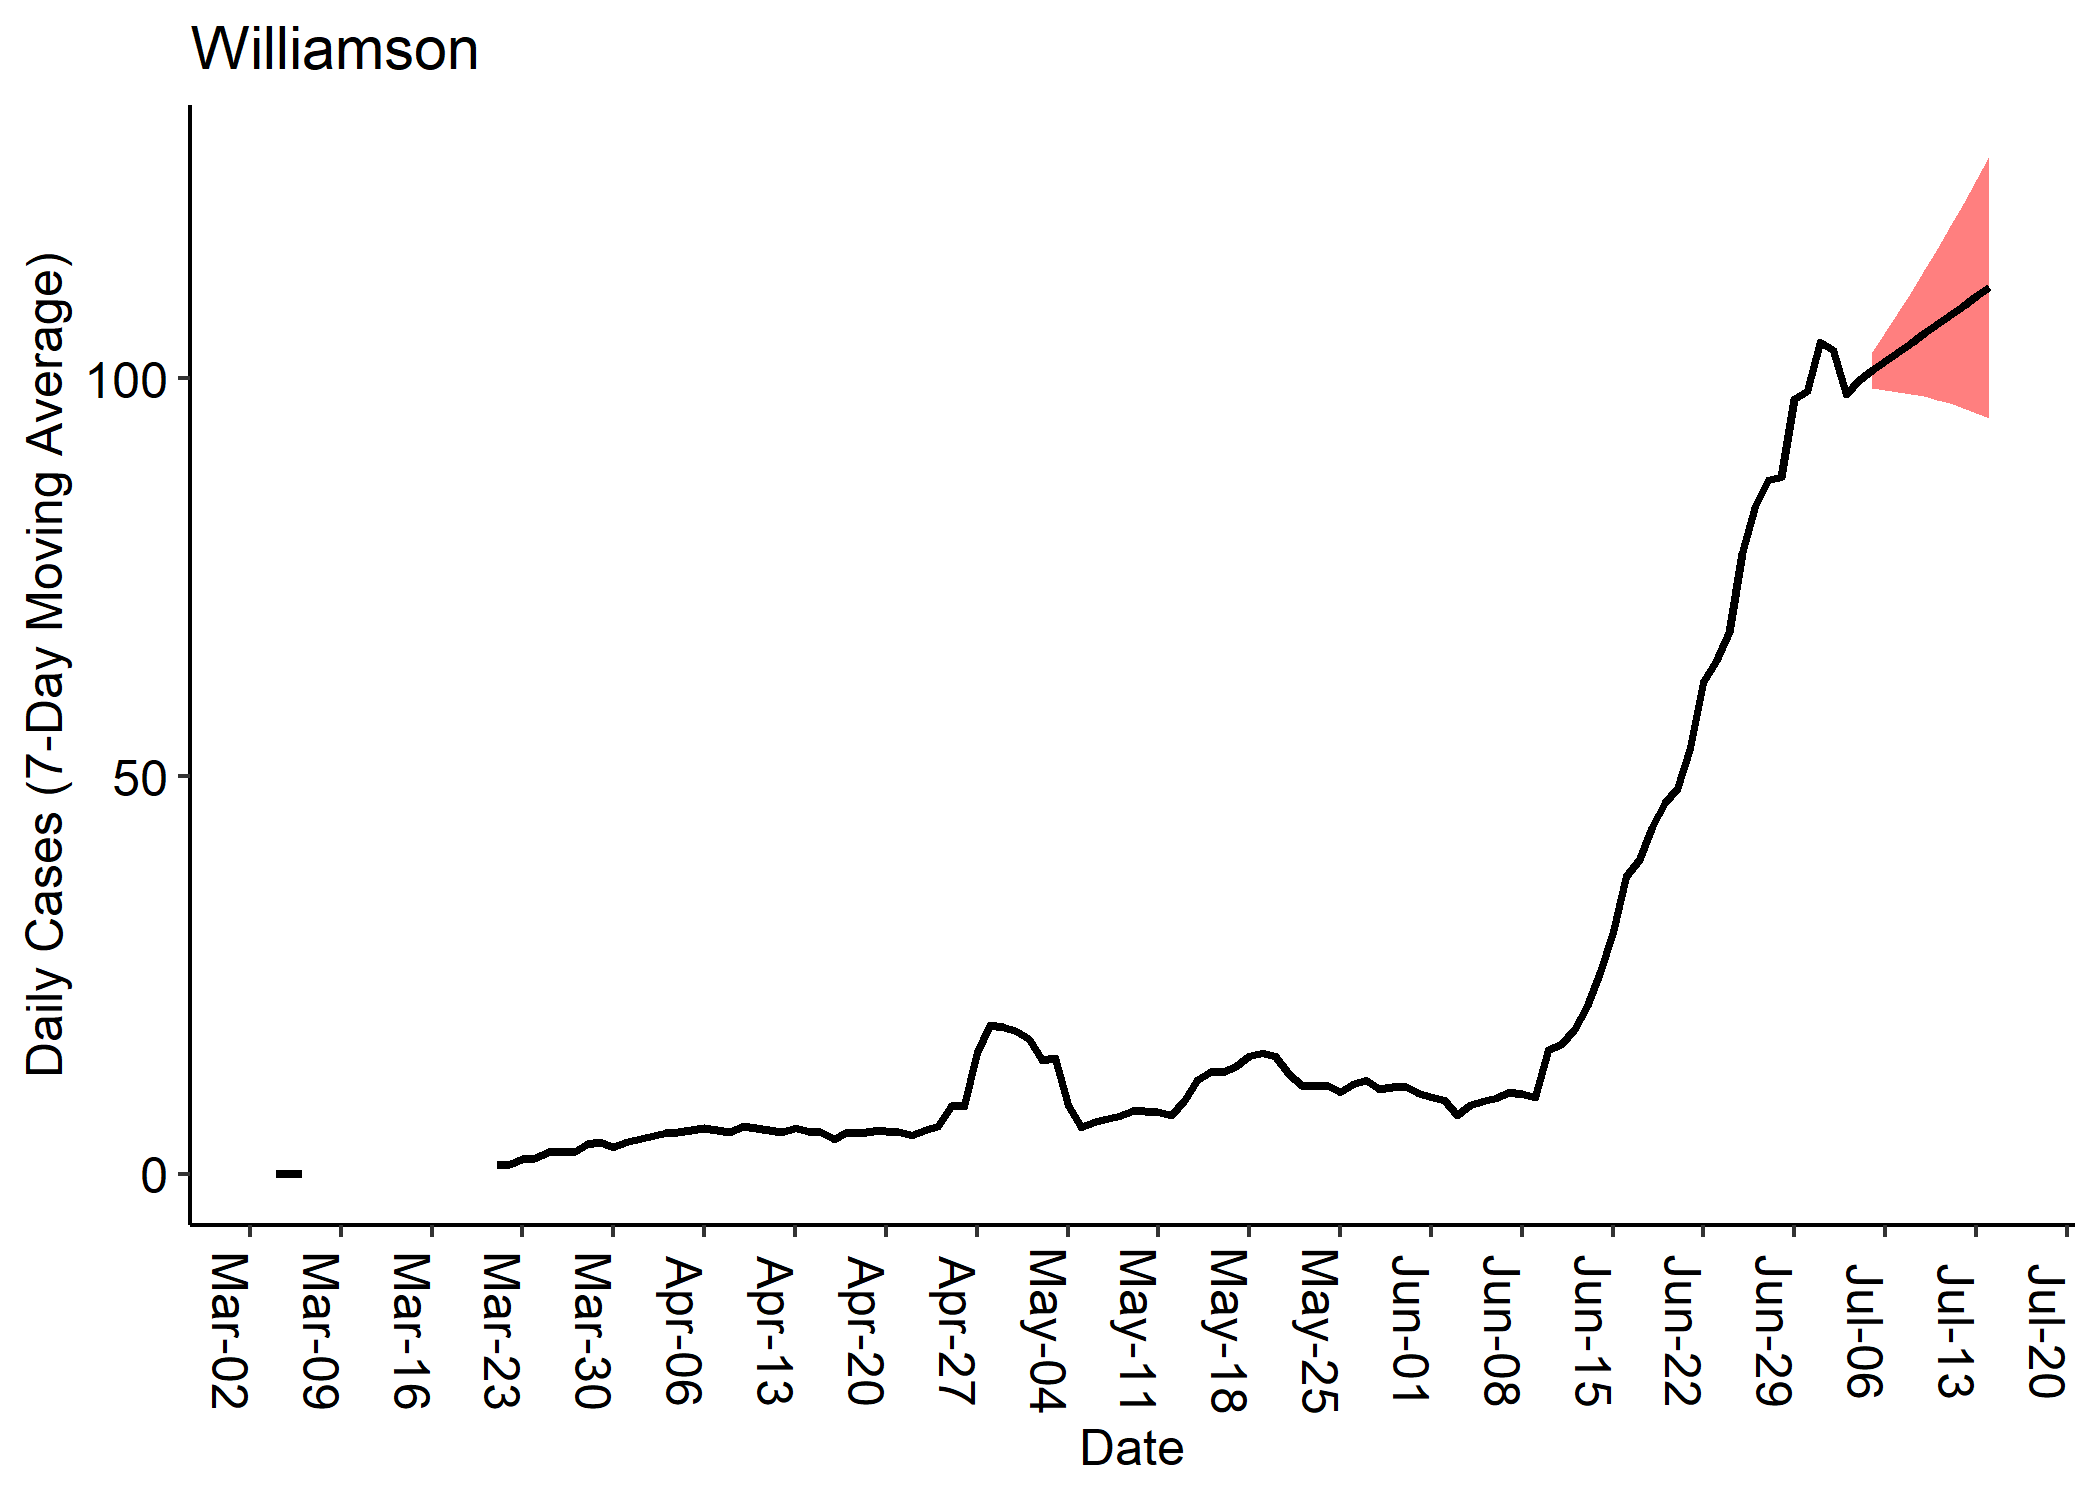 Williamson
Daily Cases (7-Day Moving Average)
100
50
0
Mar-02
Mar-09
Mar-16
Mar-23
Mar-30
Apr-06
Apr-13
Apr-20
Apr-27
May-04
May-11
May-18
May-25
Jun-01
Jun-08
Jun-15
Jun-22
Jun-29
Jul-06
Jul-13
Jul-20
Date